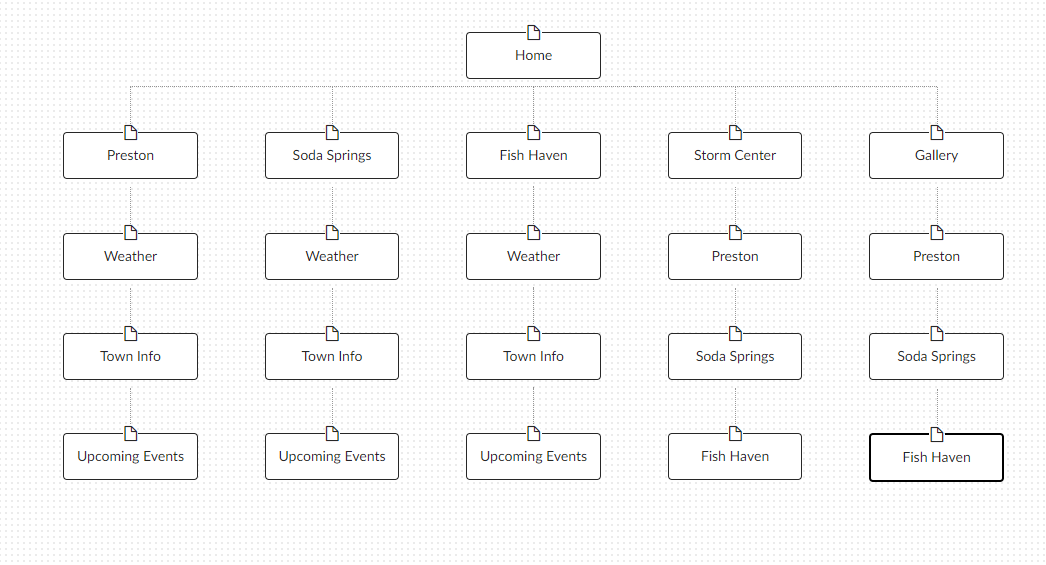 Home
Preston
Soda Springs
Fish Haven
Storm Center
Gallery
Weather
Weather
Weather
Preston
Preston
Town Info
Town Info
Town Info
Soda Springs
Soda Springs
Upcoming Events
Upcoming Events
Upcoming Events
Fish Haven
Fish Haven